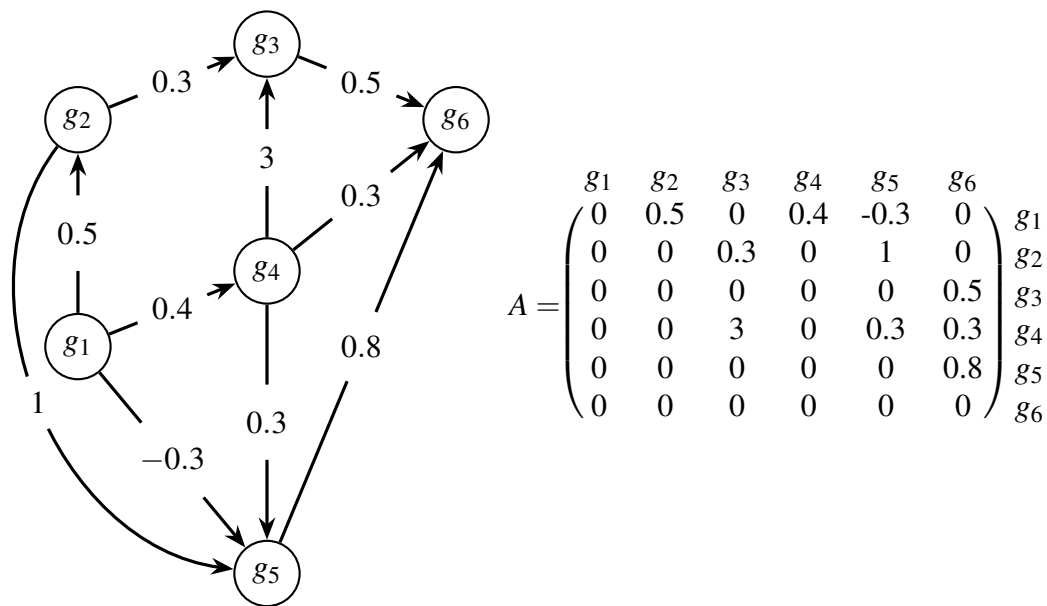 g3
0.3
0.5
g2
g6
3
0.3
0.5
g4
0.4
g1
0.8
1
0.3
−0.3
g5
g1 g2 g3 g4 g5 g6
0 0.5 0 0.4 -0.3 0 g1
0 0 0.3 0 1 0 g2
A = 0 0 0 0 0 0.5 g3
0 0 3 0 0.3 0.3 g4
0 0 0 0 0 0.8 g5
0 0 0 0 0 0 g6